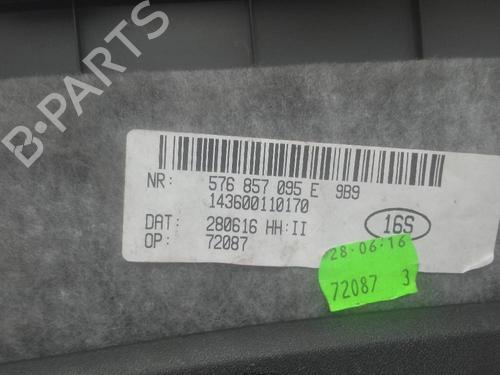 B-PARTS
NR: 576 857 095 E 9B9
143600110170
DAT: 280616 HH:II
OP: 72087
16S
28-06-16
72087 3